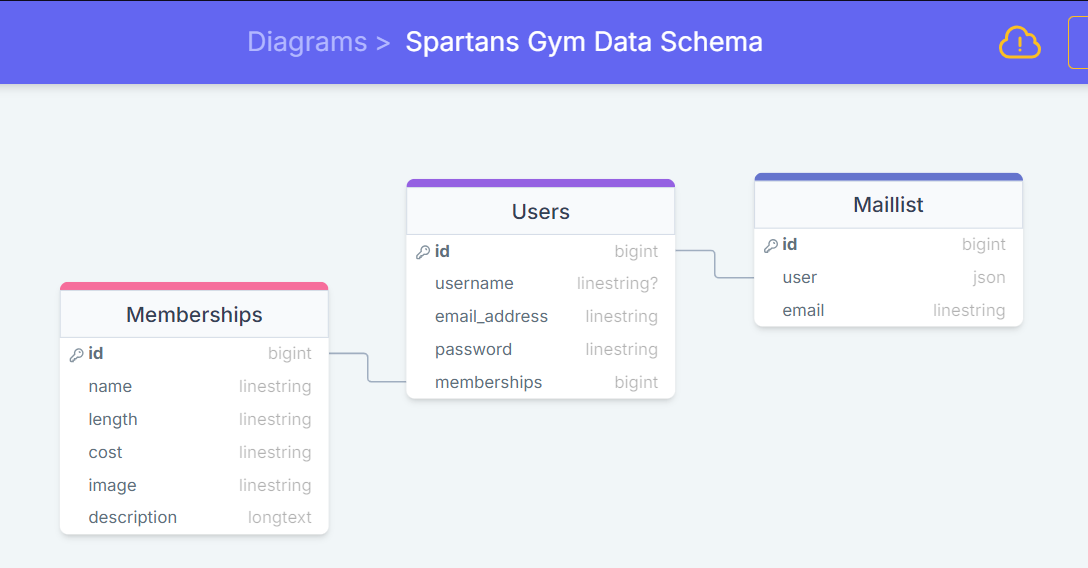 Diagrams > Spartans Gym Data Schema
Memberships
id bigint
name linestring
length linestring
cost linestring
image linestring
description longtext
Users
id bigint
username linestring?
email_address linestring
password linestring
memberships bigint
Maillist
id bigint
user json
email linestring